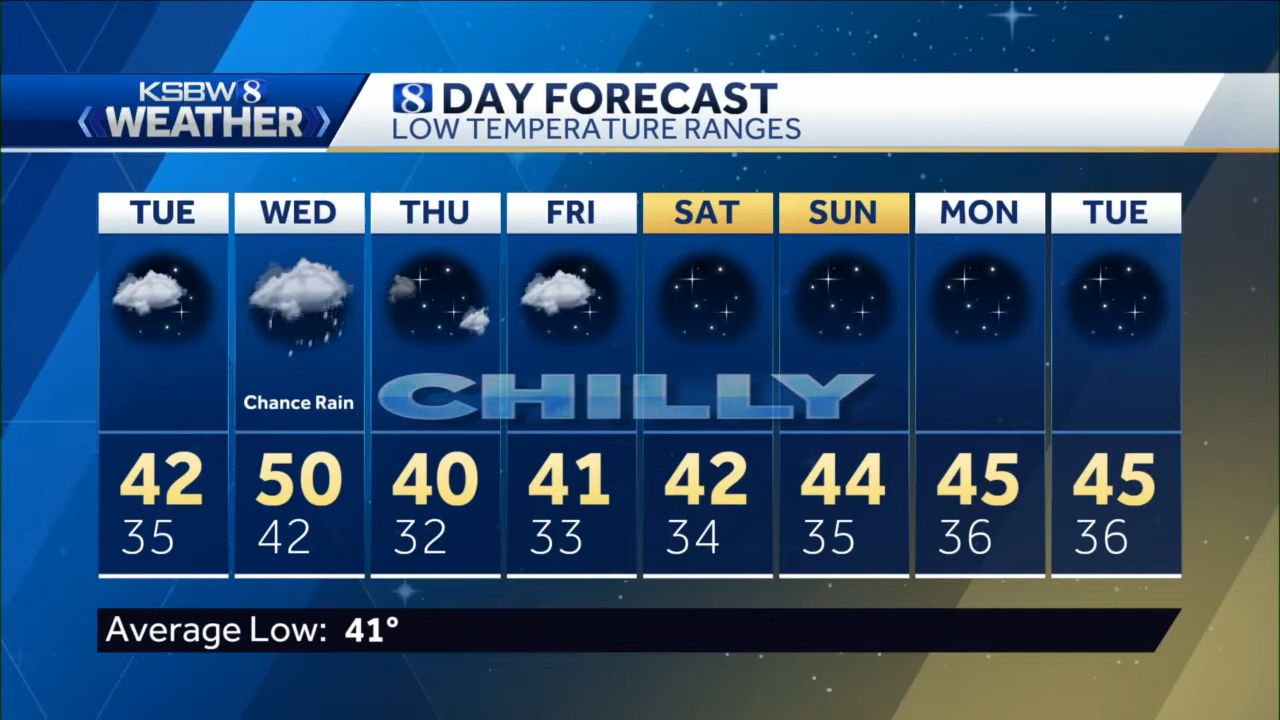 KSBW 8
WEATHER
8 DAY FORECAST
LOW TEMPERATURE RANGES
TUE WED THU FRI SAT SUN MON TUE
Chance Rain
CHILLY
42 50 40 41 42 44 45 45
35 42 32 33 34 35 36 36
Average Low: 41°